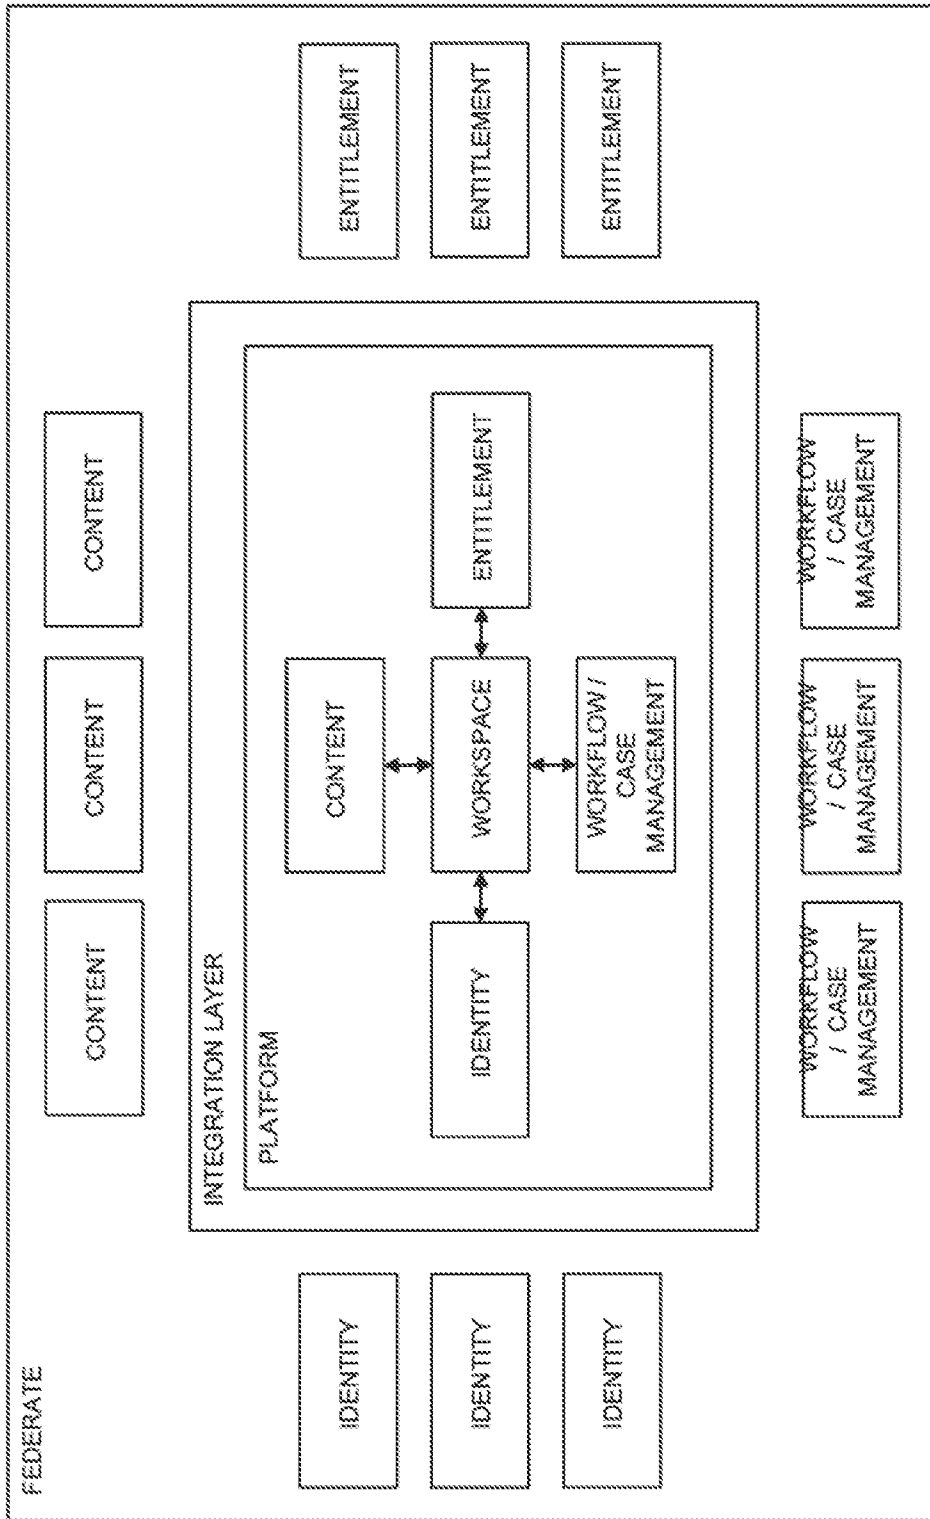 FEDERATE
CONTENT
CONTENT
CONTENT
INTEGRATION LAYER
PLATFORM
IDENTITY
IDENTITY
IDENTITY
CONTENT
IDENTITY
WORKSPACE
ENTITLEMENT
WORKFLOW /
CASE
MANAGEMENT
ENTITLEMENT
ENTITLEMENT
ENTITLEMENT
WORKFLOW
/ CASE
MANAGEMENT
WORKFLOW
/ CASE
MANAGEMENT
WORKFLOW
/ CASE
MANAGEMENT